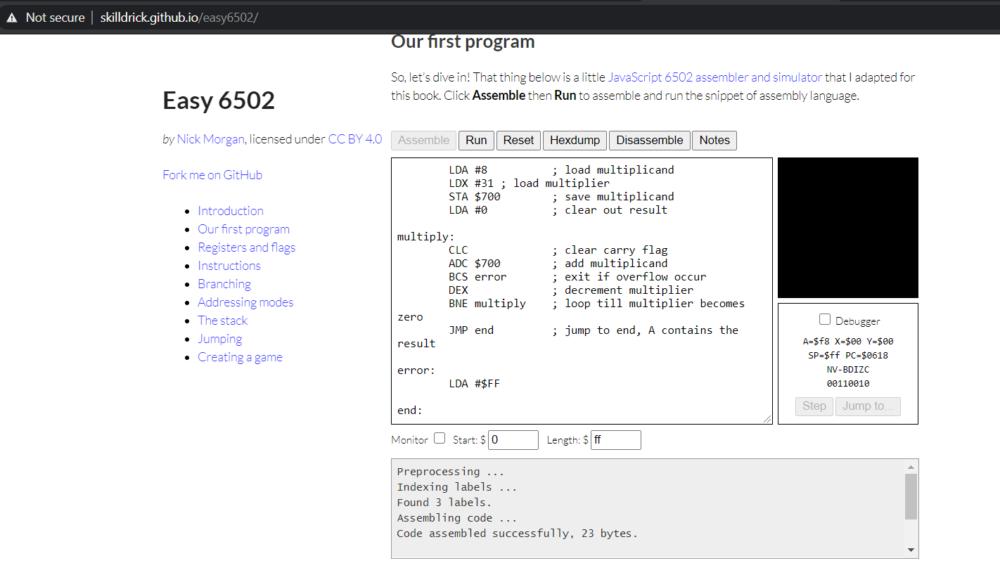 Not secure | skilldrick.github.io/easy6502/
Easy 6502
by Nick Morgan, licensed under CC BY 4.0
Fork me on GitHub
Introduction
Our first program
Registers and flags
Instructions
Branching
Addressing modes
The stack
Jumping
Creating a game
Our first program
So, let's dive in! That thing below is a little JavaScript 6502 assembler and simulator that I adapted for
this book. Click Assemble then Run to assemble and run the snippet of assembly language.
Assemble Run Reset Hexdump Disassemble Notes
LDA #8 ; load multiplicand
LDX #31 ; load multiplier
STA $700 ; save multiplicand
LDA #0 ; clear out result
multiply:
CLC ; clear carry flag
ADC $700 ; add multiplicand
BCS error ; exit if overflow occur
DEX ; decrement multiplier
BNE multiply ; loop till multiplier becomes
zero
JMP end ; jump to end, A contains the
result
error:
LDA #$FF
end:
Debugger
A=$f8 X=$00 Y=$00
SP=$ff PC=$0618
NV-BDIZC
00110010
Step Jump to...
Monitor Start: $ 0 Length: $ ff
Preprocessing ...
Indexing labels ...
Found 3 labels.
Assembling code ...
Code assembled successfully, 23 bytes.